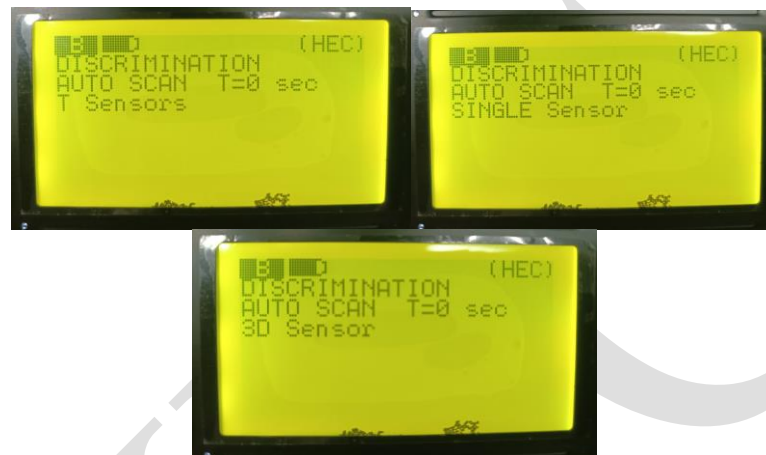 B (HEC)
DISCRIMINATION
AUTO SCAN T=0 sec
T Sensors
B (HEC)
DISCRIMINATION
AUTO SCAN T=0 sec
SINGLE Sensor
B (HEC)
DISCRIMINATION
AUTO SCAN T=0 sec
3D Sensor